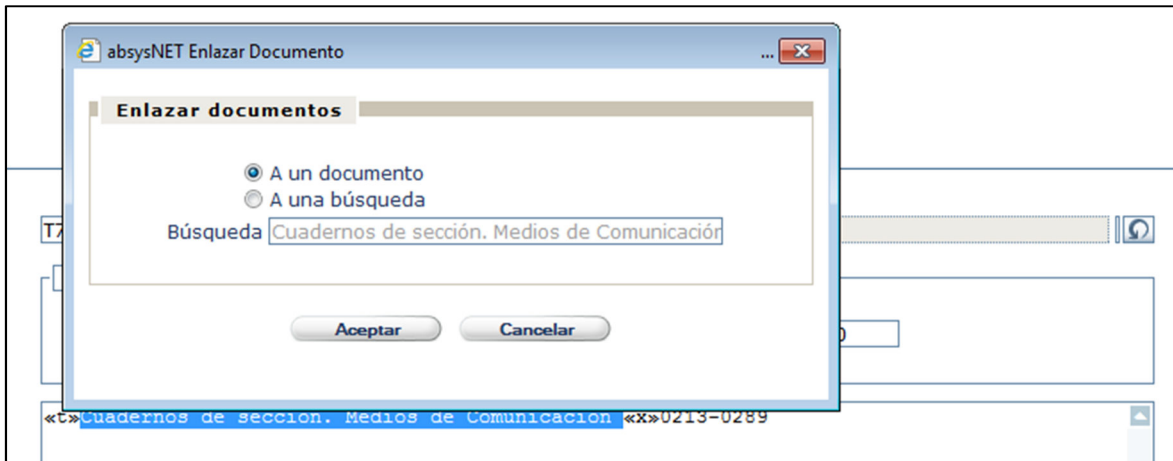 absysNET Enlazar Documento ...
Enlazar documentos
A un documento
A una búsqueda
Búsqueda Cuadernos de sección. Medios de Comunicación
T7
Aceptar Cancelar
«t»Cuadernos de sección. Medios de Comunicación «x»0213-0289